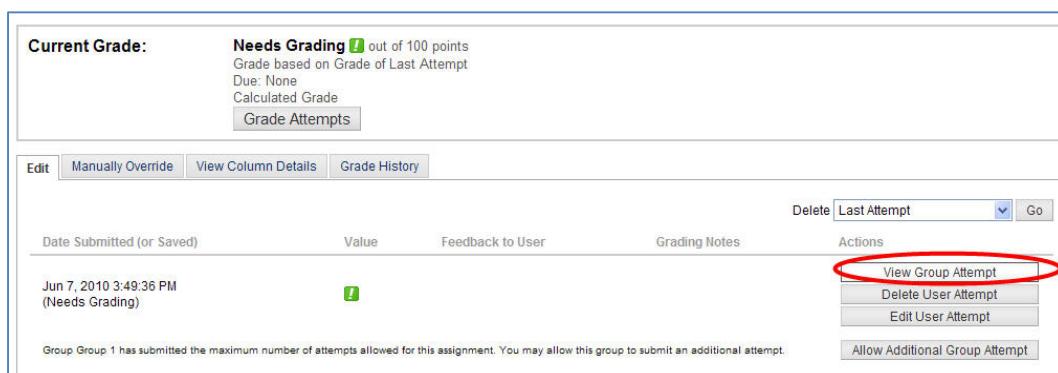 Current Grade: Needs Grading ! out of 100 points
Grade based on Grade of Last Attempt
Due: None
Calculated Grade
Grade Attempts
Edit Manually Override View Column Details Grade History
Delete Last Attempt Go
Date Submitted (or Saved) Value Feedback to User Grading Notes Actions
View Group Attempt
Jun 7, 2010 3:49:36 PM !
(Needs Grading)
Delete User Attempt
Edit User Attempt
Group Group 1 has submitted the maximum number of attempts allowed for this assignment. You may allow this group to submit an additional attempt. Allow Additional Group Attempt